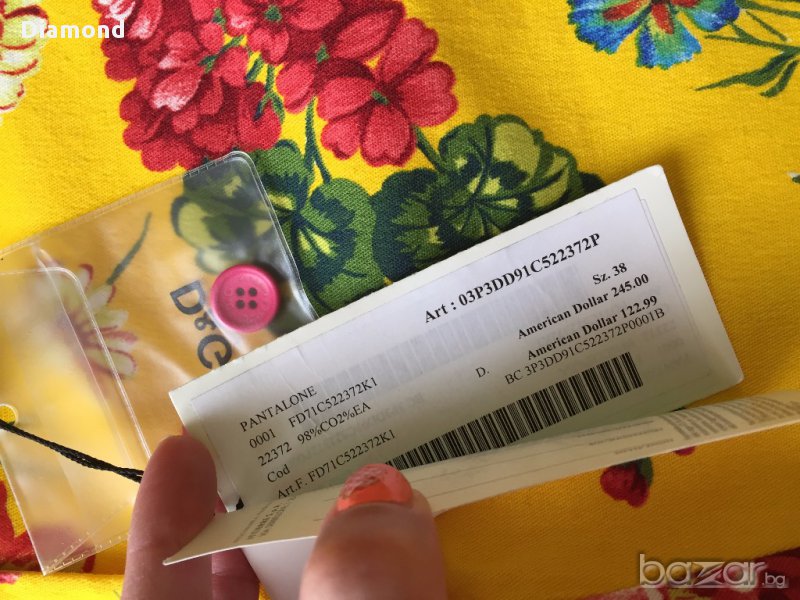 Diamond
D&G
Art : 03P3DD91C522372P
Sz. 38
American Dollar 245.00
D. American Dollar 122.99
BC 3P3DD91C522372P0001B
PANTALONE
0001 FD71C522372K1
22372 98%CO2%EA
Cod
Art.F. FD71C522372K1
bazar.bg